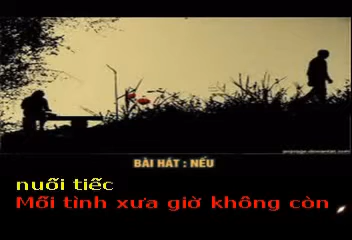 BÀI HÁT : NẾU
nuối tiếc
Mối tình xưa giờ không còn